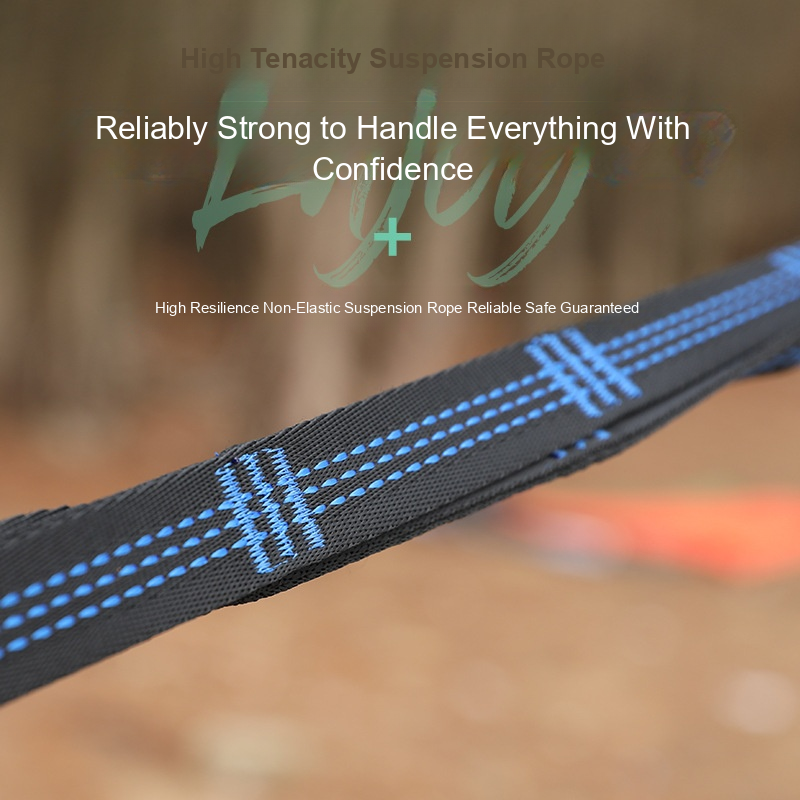 High Tenacity Suspension Rope
Enjoy
Reliably Strong to Handle Everything With
Confidence
+
High Resilience Non-Elastic Suspension Rope Reliable Safe Guaranteed